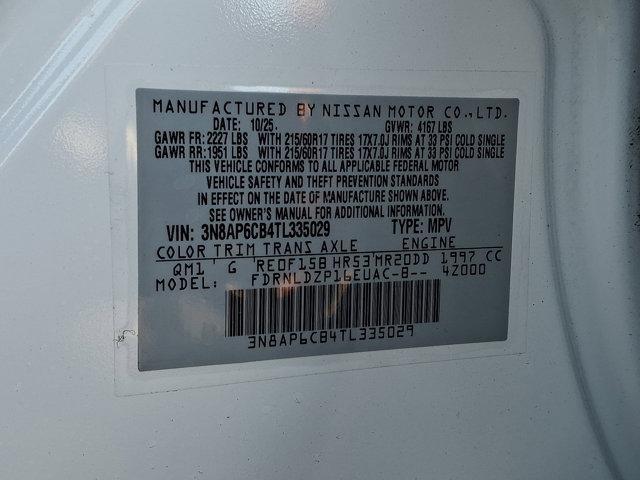 MANUFACTURED BY NISSAN MOTOR CO.,LTD.
DATE: 10/25. GVWR: 4167 LBS
GAWR FR: 2227 LBS WITH 215/60R17 TIRES 17X7.0J RIMS AT 33 PSI COLD SINGLE
GAWR RR: 1951 LBS WITH 215/60R17 TIRES 17X7.0J RIMS AT 33 PSI COLD SINGLE
THIS VEHICLE CONFORMS TO ALL APPLICABLE FEDERAL MOTOR
VEHICLE SAFETY AND THEFT PREVENTION STANDARDS
IN EFFECT ON THE DATE OF MANUFACTURE SHOWN ABOVE.
SEE OWNER'S MANUAL FOR ADDITIONAL INFORMATION.
VIN: 3N8AP6CB4TL335029 TYPE: MPV
COLOR TRIM TRANS AXLE ENGINE
QM1' G 'RE0F15B HR53'MR20DD 1997 CC
MODEL: FDRNLDZP16EUAC-B-- 4Z000
3N8AP6CB4TL335029